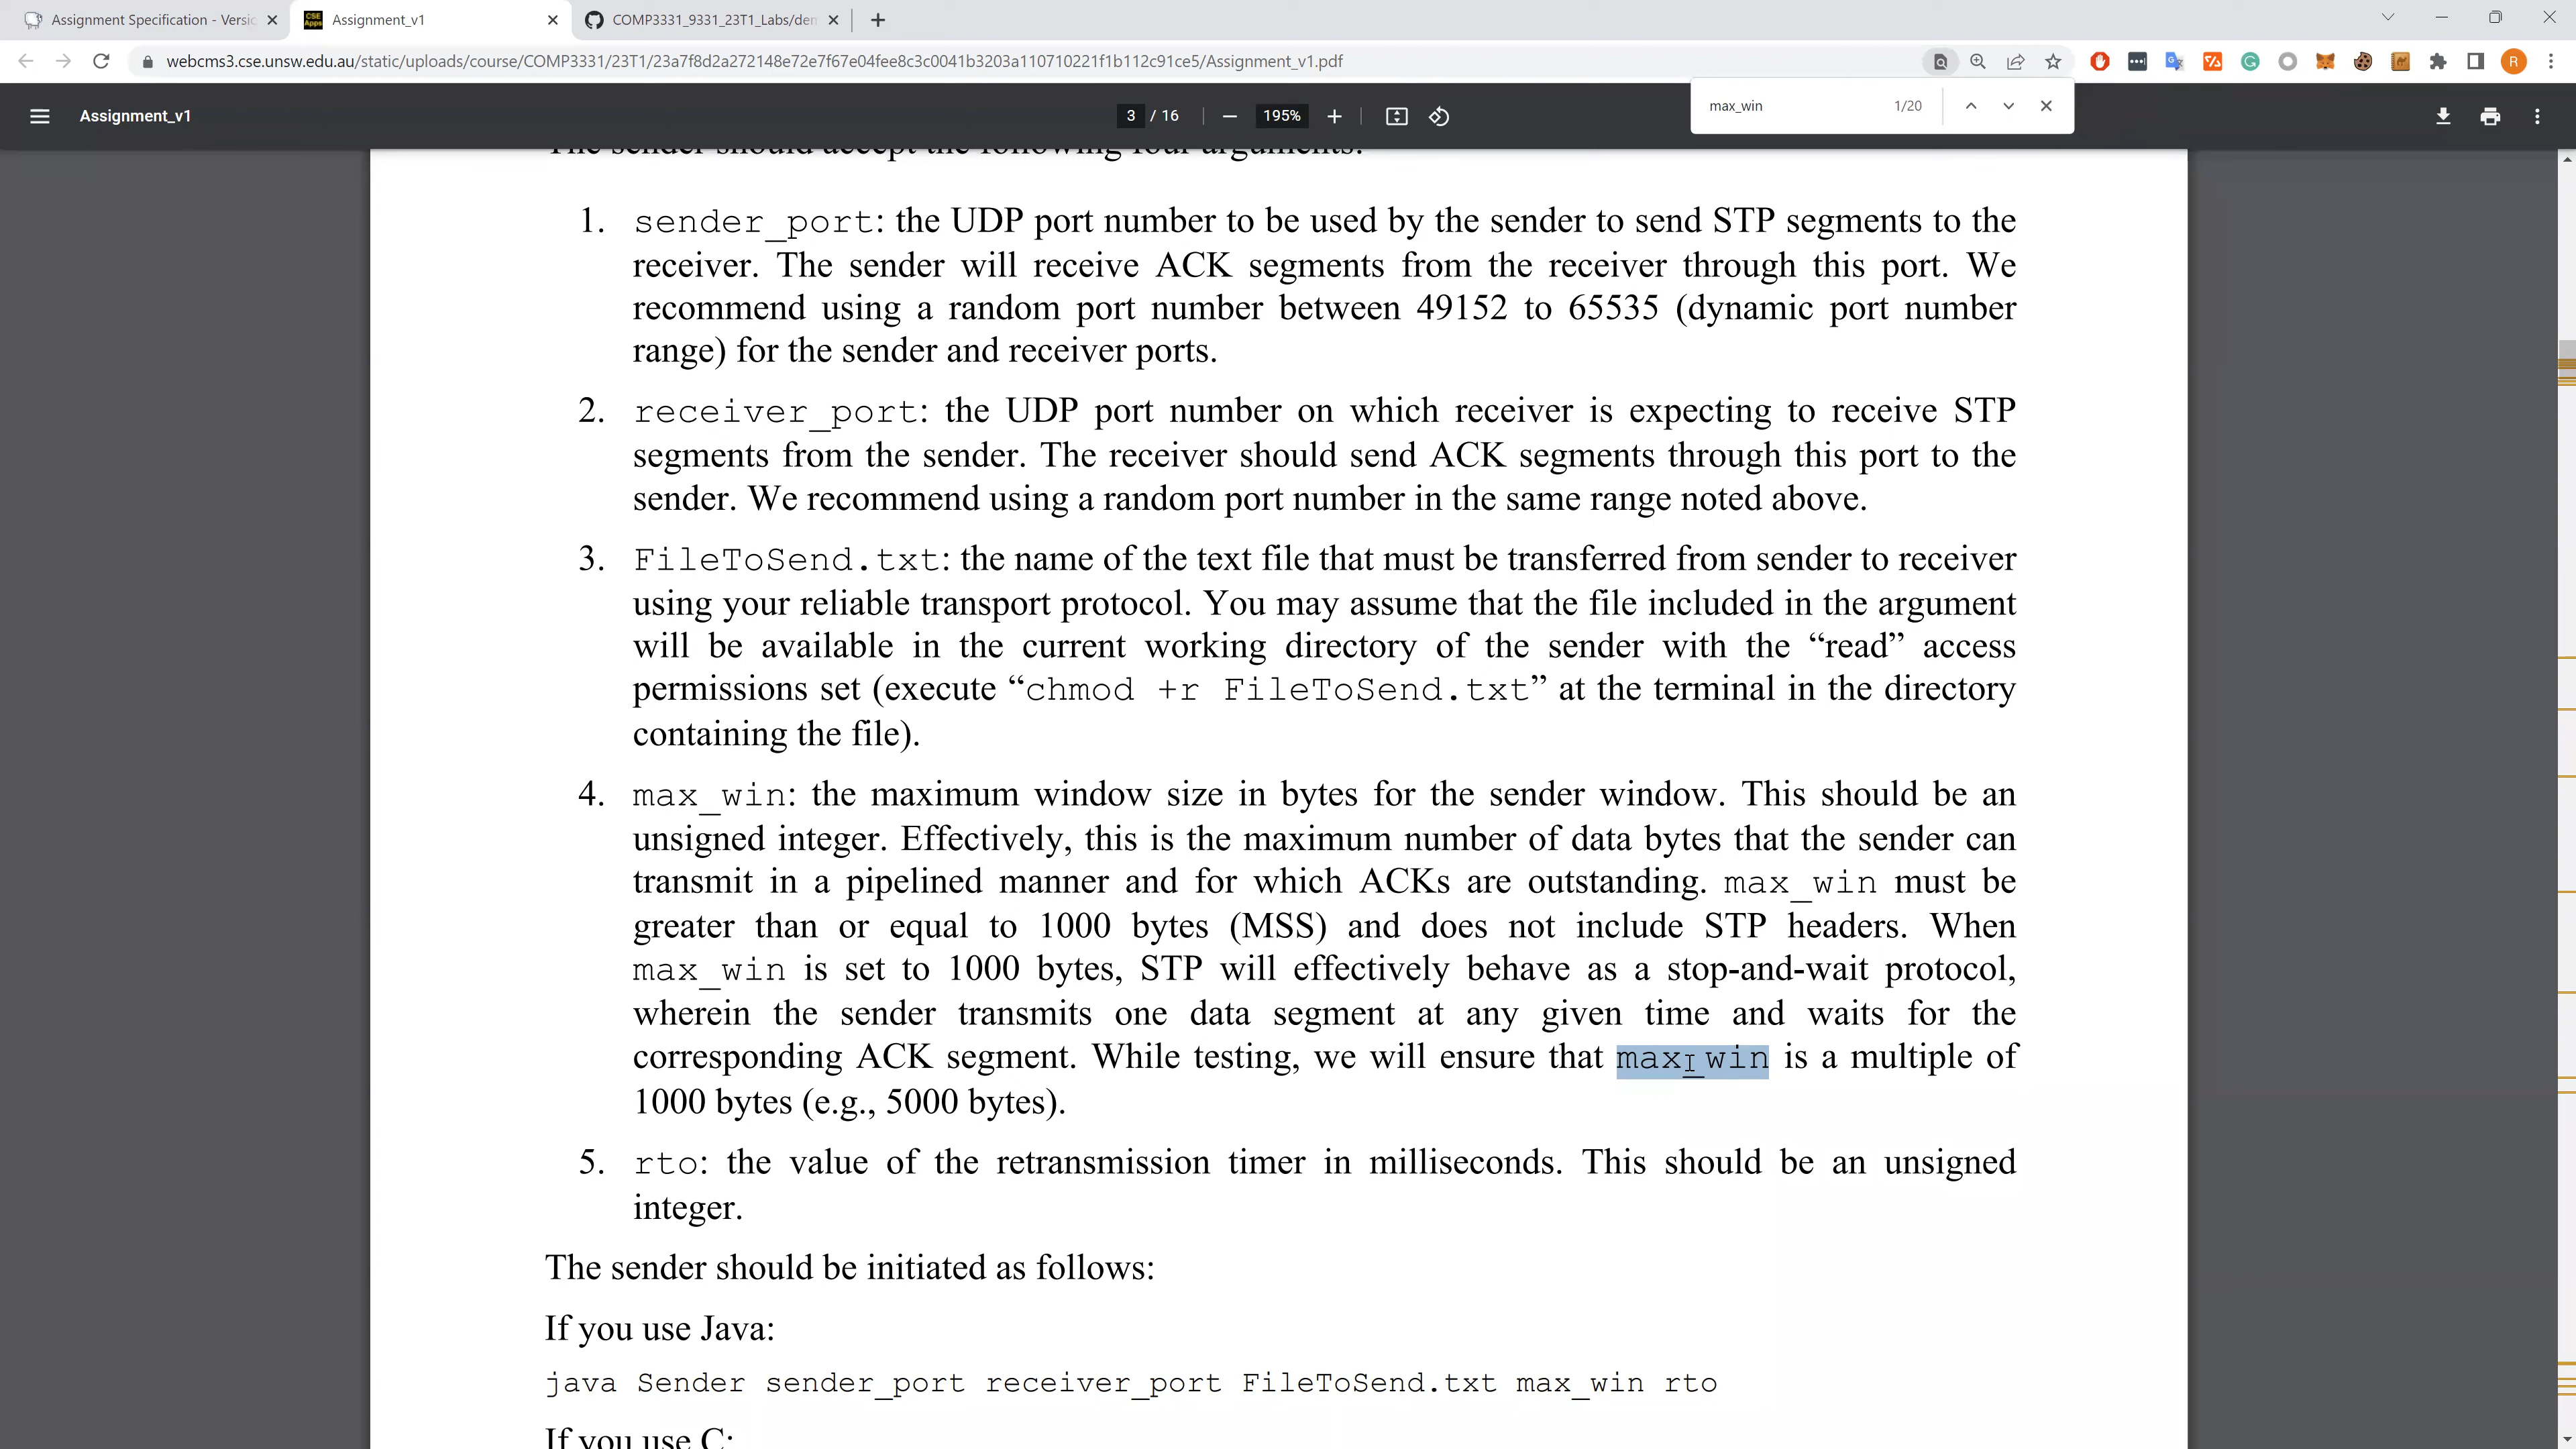 Assignment Specification - Versic
Assignment_v1
COMP3331_9331_23T1_Labs/den
webcms3.cse.unsw.edu.au/static/uploads/course/COMP3331/23T1/23a7f8d2a272148e72e7f67e04fee8c3c0041b3203a110710221f1b112c91ce5/Assignment_v1.pdf
R
Assignment_v1
3 / 16
195%
max_win
1/20
The sender should accept the following four arguments:
1. sender_port: the UDP port number to be used by the sender to send STP segments to the
receiver. The sender will receive ACK segments from the receiver through this port. We
recommend using a random port number between 49152 to 65535 (dynamic port number
range) for the sender and receiver ports.
2. receiver_port: the UDP port number on which receiver is expecting to receive STP
segments from the sender. The receiver should send ACK segments through this port to the
sender. We recommend using a random port number in the same range noted above.
3. FileToSend.txt: the name of the text file that must be transferred from sender to receiver
using your reliable transport protocol. You may assume that the file included in the argument
will be available in the current working directory of the sender with the “read” access
permissions set (execute “chmod +r FileToSend.txt” at the terminal in the directory
containing the file).
4. max_win: the maximum window size in bytes for the sender window. This should be an
unsigned integer. Effectively, this is the maximum number of data bytes that the sender can
transmit in a pipelined manner and for which ACKs are outstanding. max_win must be
greater than or equal to 1000 bytes (MSS) and does not include STP headers. When
max_win is set to 1000 bytes, STP will effectively behave as a stop-and-wait protocol,
wherein the sender transmits one data segment at any given time and waits for the
corresponding ACK segment. While testing, we will ensure that max_win is a multiple of
1000 bytes (e.g., 5000 bytes).
5. rto: the value of the retransmission timer in milliseconds. This should be an unsigned
integer.
The sender should be initiated as follows:
If you use Java:
java Sender sender_port receiver_port FileToSend.txt max_win rto
If you use C: